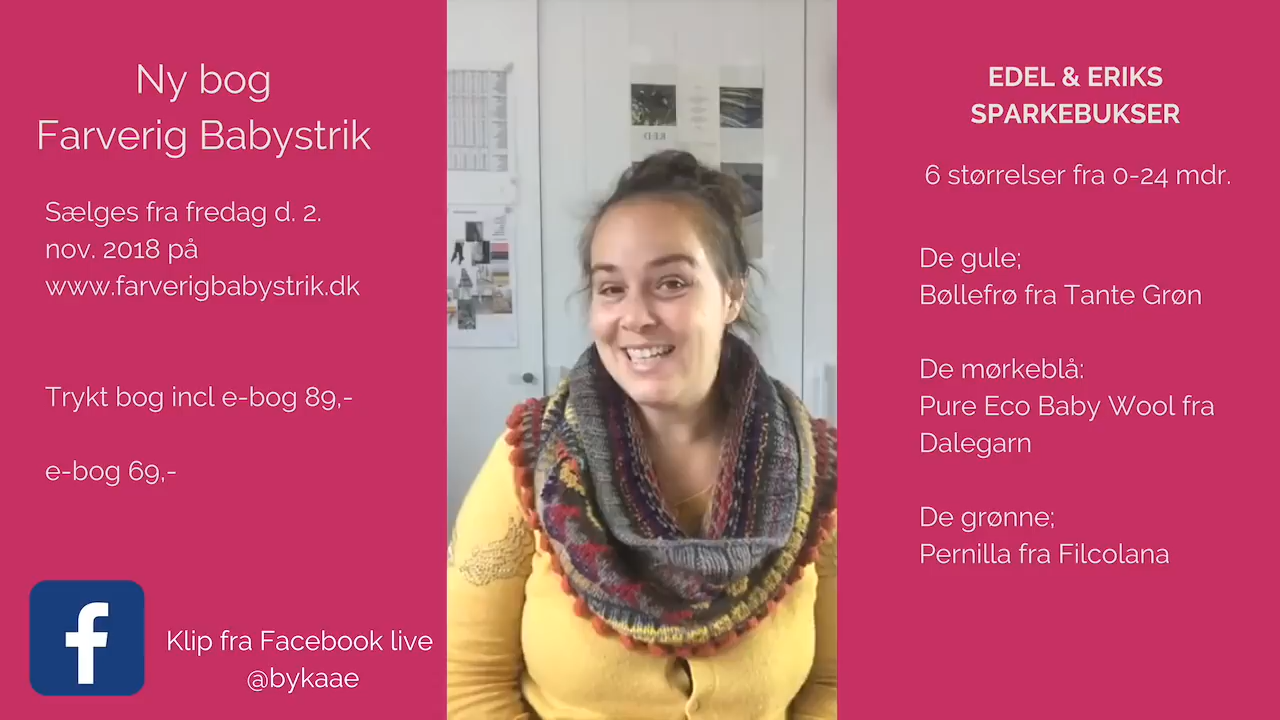 Ny bog
Farverig Babystrik
Sælges fra fredag d. 2.
nov. 2018 på
www.farverigbabystrik.dk
Trykt bog incl e-bog 89,-
e-bog 69,-
f
Klip fra Facebook live
@bykaae
EDEL & ERIKS
SPARKEBUKSER
6 størrelser fra 0-24 mdr.
De gule;
Bøllefrø fra Tante Grøn
De mørkeblå:
Pure Eco Baby Wool fra
Dalegarn
De grønne;
Pernilla fra Filcolana